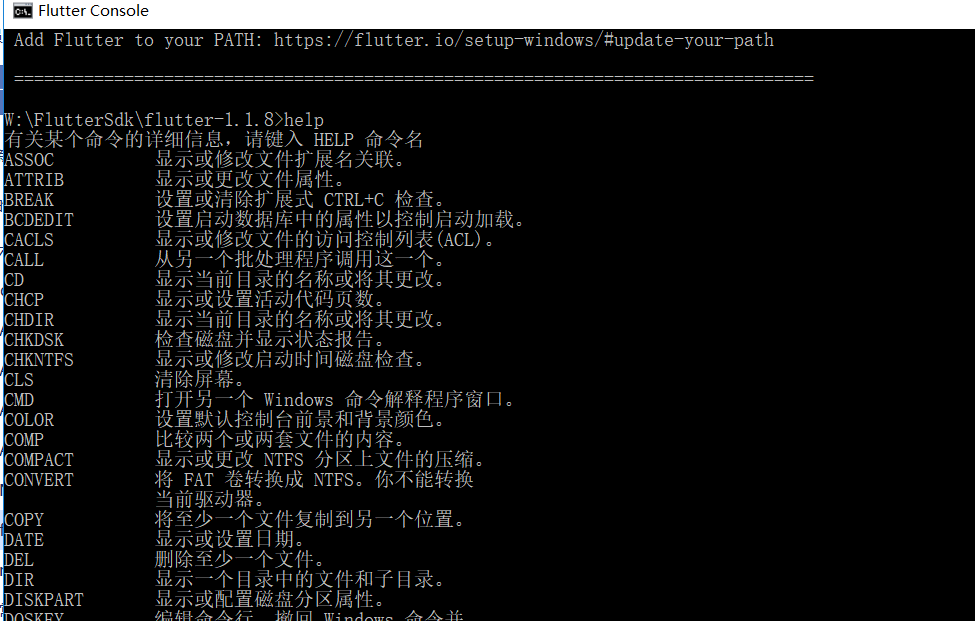 Flutter Console
Add Flutter to your PATH: https://flutter.io/setup-windows/#update-your-path
================================================================================
W:\FlutterSdk\flutter-1.1.8>help
有关某个命令的详细信息，请键入 HELP 命令名
ASSOC 显示或修改文件扩展名关联。
ATTRIB 显示或更改文件属性。
BREAK 设置或清除扩展式 CTRL+C 检查。
BCDEDIT 设置启动数据库中的属性以控制启动加载。
CACLS 显示或修改文件的访问控制列表(ACL)。
CALL 从另一个批处理程序调用这一个。
CD 显示当前目录的名称或将其更改。
CHCP 显示或设置活动代码页数。
CHDIR 显示当前目录的名称或将其更改。
CHKDSK 检查磁盘并显示状态报告。
CHKNTFS 显示或修改启动时间磁盘检查。
CLS 清除屏幕。
CMD 打开另一个 Windows 命令解释程序窗口。
COLOR 设置默认控制台前景和背景颜色。
COMP 比较两个或两套文件的内容。
COMPACT 显示或更改 NTFS 分区上文件的压缩。
CONVERT 将 FAT 卷转换成 NTFS。你不能转换
当前驱动器。
COPY 将至少一个文件复制到另一个位置。
DATE 显示或设置日期。
DEL 删除至少一个文件。
DIR 显示一个目录中的文件和子目录。
DISKPART 显示或配置磁盘分区属性。
DOSKEY 编辑命令行、撤回 Windows 命令并